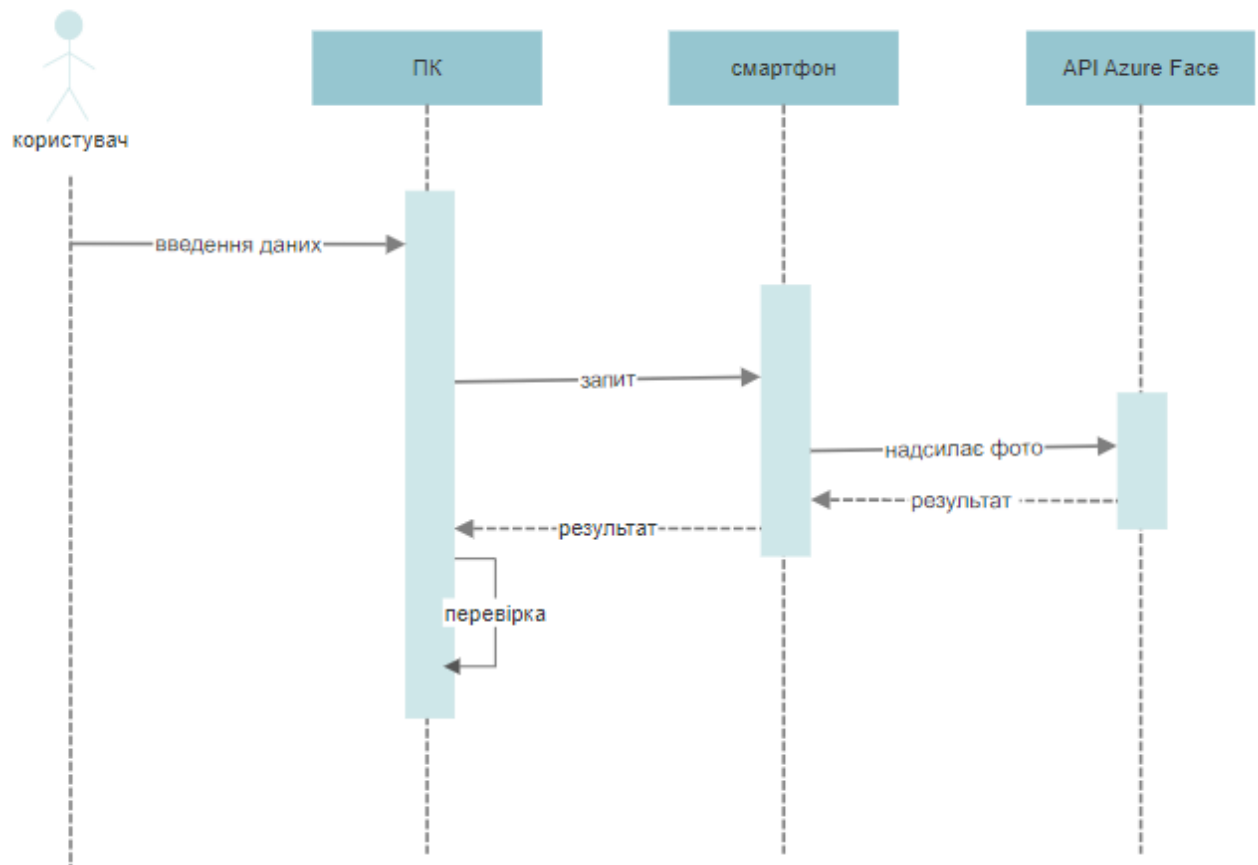 ПК
смартфон
API Azure Face
користувач
введення даних
запит
надсилає фото
результат
результат
перевірка